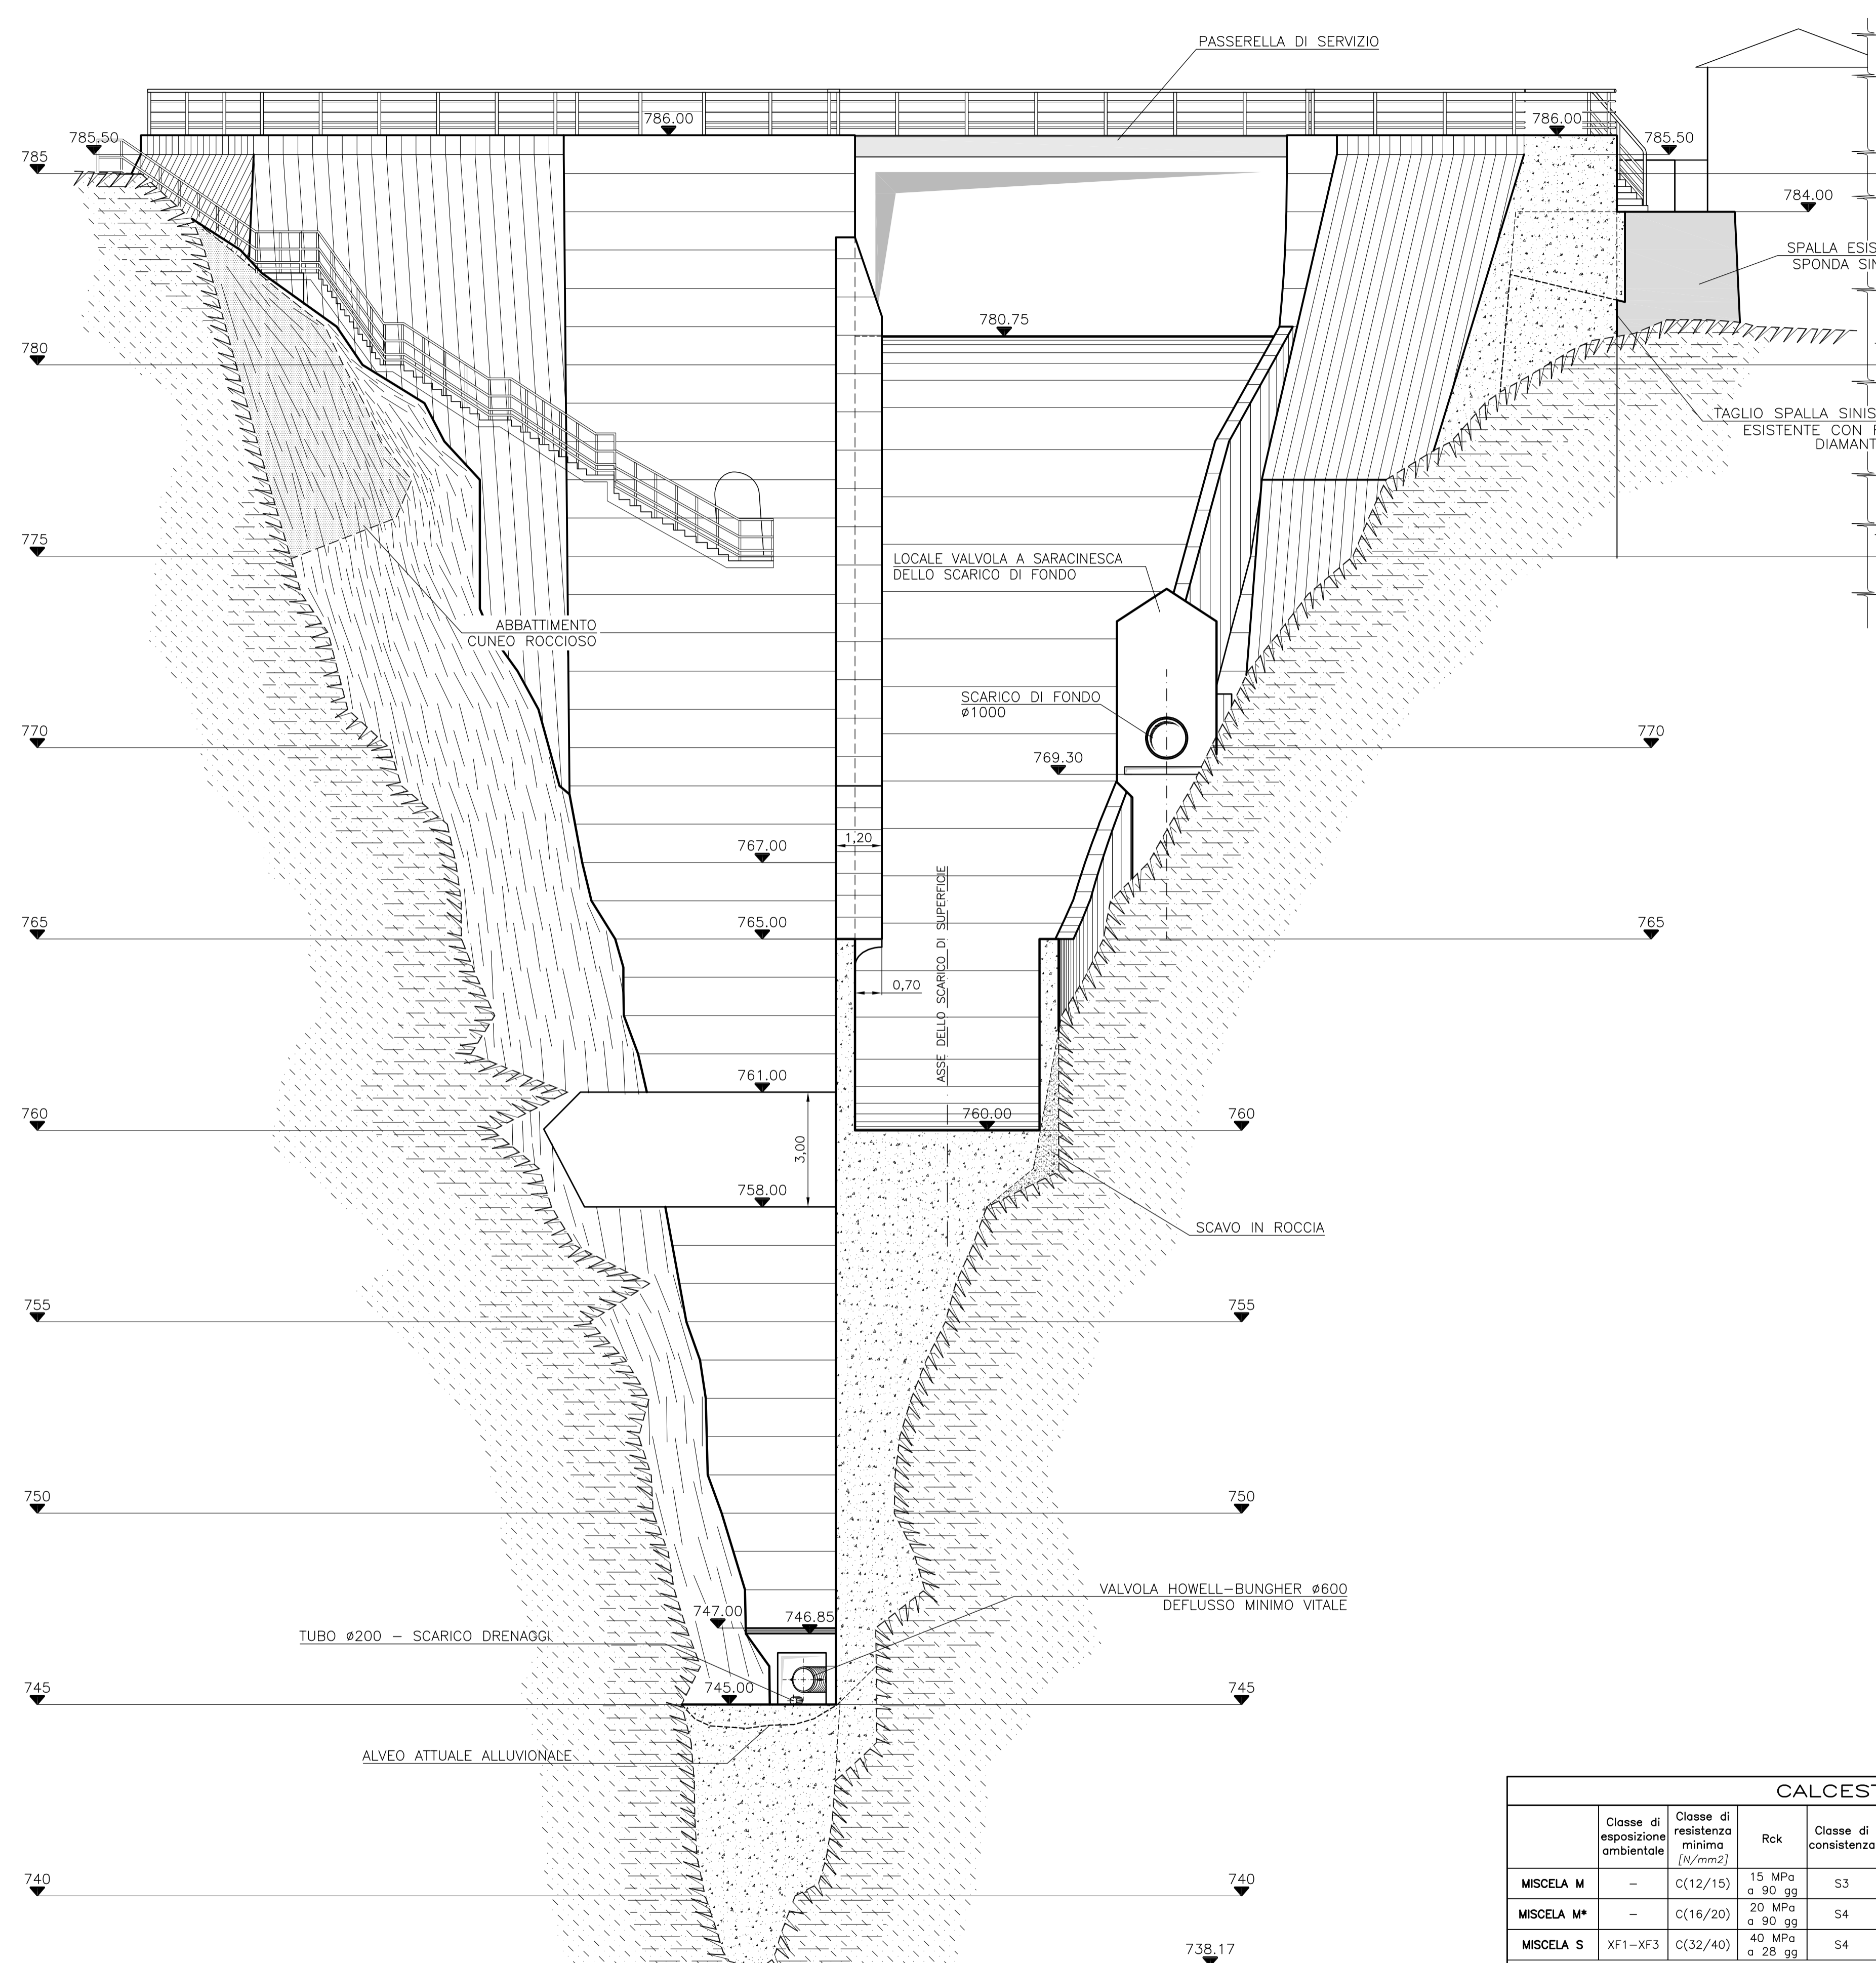 PASSERELLA DI SERVIZIO
786.00
786.00
785.50
785.50
785
784.00
SPALLA ESIS
SPONDA SIN
780.75
780
TAGLIO SPALLA SINIS
ESISTENTE CON F
DIAMANT
775
LOCALE VALVOLA A SARACINESCA
DELLO SCARICO DI FONDO
ABBATTIMENTO
CUNEO ROCCIOSO
SCARICO DI FONDO
ø1000
770
770
769.30
1,20
767.00
765
765.00
765
ASSE DELLO SCARICO DI SUPERFICIE
0,70
761.00
760
760.00
760
3,00
758.00
SCAVO IN ROCCIA
755
755
750
750
VALVOLA HOWELL-BUNGHER ø600
DEFLUSSO MINIMO VITALE
747.00
746.85
TUBO ø200 - SCARICO DRENAGGI
745
745.00
745
ALVEO ATTUALE ALLUVIONALE
740
740
738.17
CALCEST
Classe di esposizione ambientale
Classe di resistenza minima [N/mm2]
Rck
Classe di consistenza
MISCELA M - C(12/15) 15 MPa a 90 gg S3
MISCELA M* - C(16/20) 20 MPa a 90 gg S4
MISCELA S XF1-XF3 C(32/40) 40 MPa a 28 gg S4